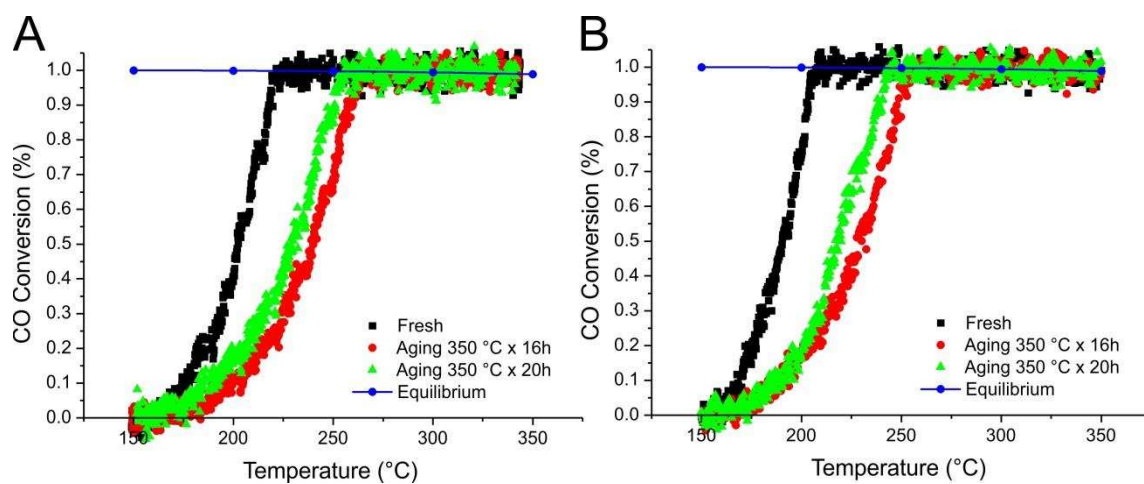 A
CO Conversion (%)
1.0
0.9
0.8
0.7
0.6
0.5
0.4
0.3
0.2
0.1
0.0
Fresh
Aging 350 °C x 16h
Aging 350 °C x 20h
Equilibrium
150 200 250 300 350
Temperature (°C)
B
CO Conversion (%)
1.0
0.9
0.8
0.7
0.6
0.5
0.4
0.3
0.2
0.1
0.0
Fresh
Aging 350 °C x 16h
Aging 350 °C x 20h
Equilibrium
150 200 250 300 350
Temperature (°C)